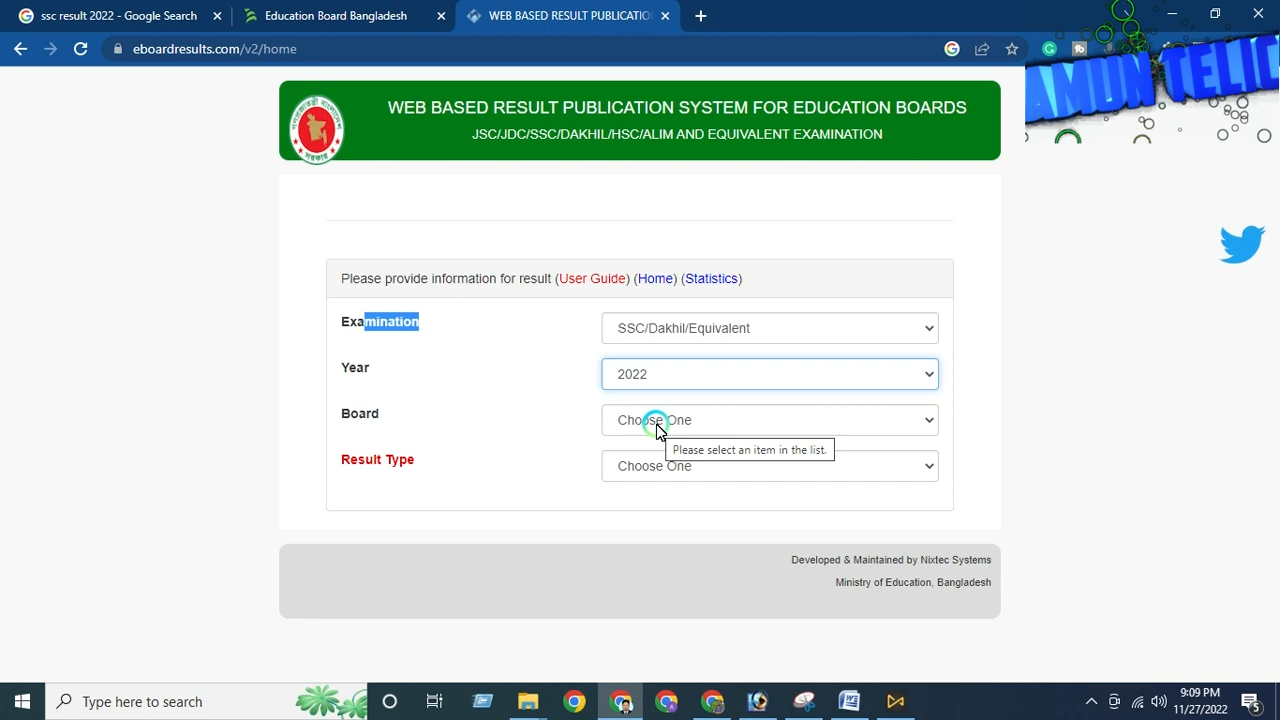 ssc result 2022 - Google Search
Education Board Bangladesh
WEB BASED RESULT PUBLICATIO
eboardresults.com/v2/home
AMUN TELIC
WEB BASED RESULT PUBLICATION SYSTEM FOR EDUCATION BOARDS
JSC/JDC/SSC/DAKHIL/HSC/ALIM AND EQUIVALENT EXAMINATION
Please provide information for result (User Guide) (Home) (Statistics)
Examination
SSC/Dakhil/Equivalent
Year
2022
Board
Choose One
Please select an item in the list.
Result Type
Choose One
Developed & Maintained by Nixtec Systems
Ministry of Education, Bangladesh
Type here to search
9:09 PM
11/27/2022
5